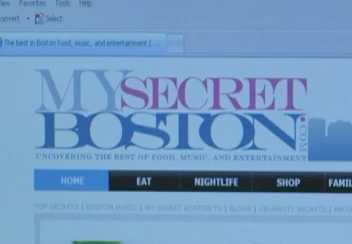 View Favorites Tools Help
Convert Select
The best in Boston food, music, and entertainment | ...
MYSECRET
BOSTON.COM
UNCOVERING THE BEST OF FOOD, MUSIC, AND ENTERTAINMENT
HOME EAT NIGHTLIFE SHOP FAMIL
TOP SECRETS | BOSTON MUSIC | MY SECRET BOSTON TV | BLOGS | CELEBRITY SECRETS |